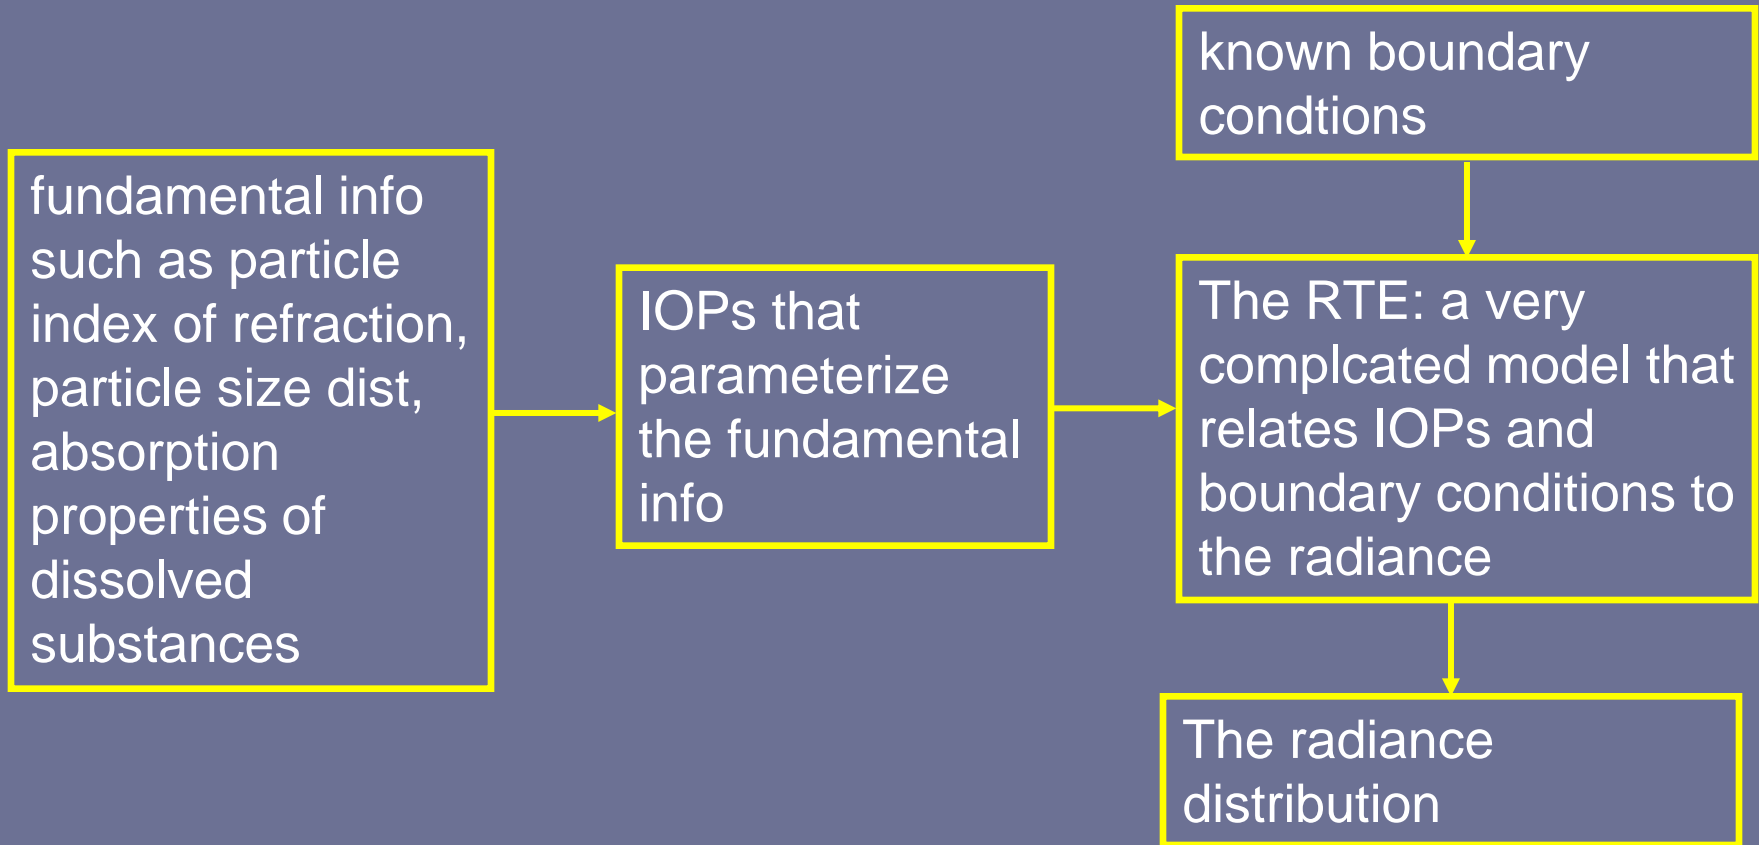 known boundary
condtions
fundamental info
such as particle
index of refraction,
particle size dist,
absorption
properties of
dissolved
substances
IOPs that
parameterize
the fundamental
info
The RTE: a very
complcated model that
relates IOPs and
boundary conditions to
the radiance
The radiance
distribution